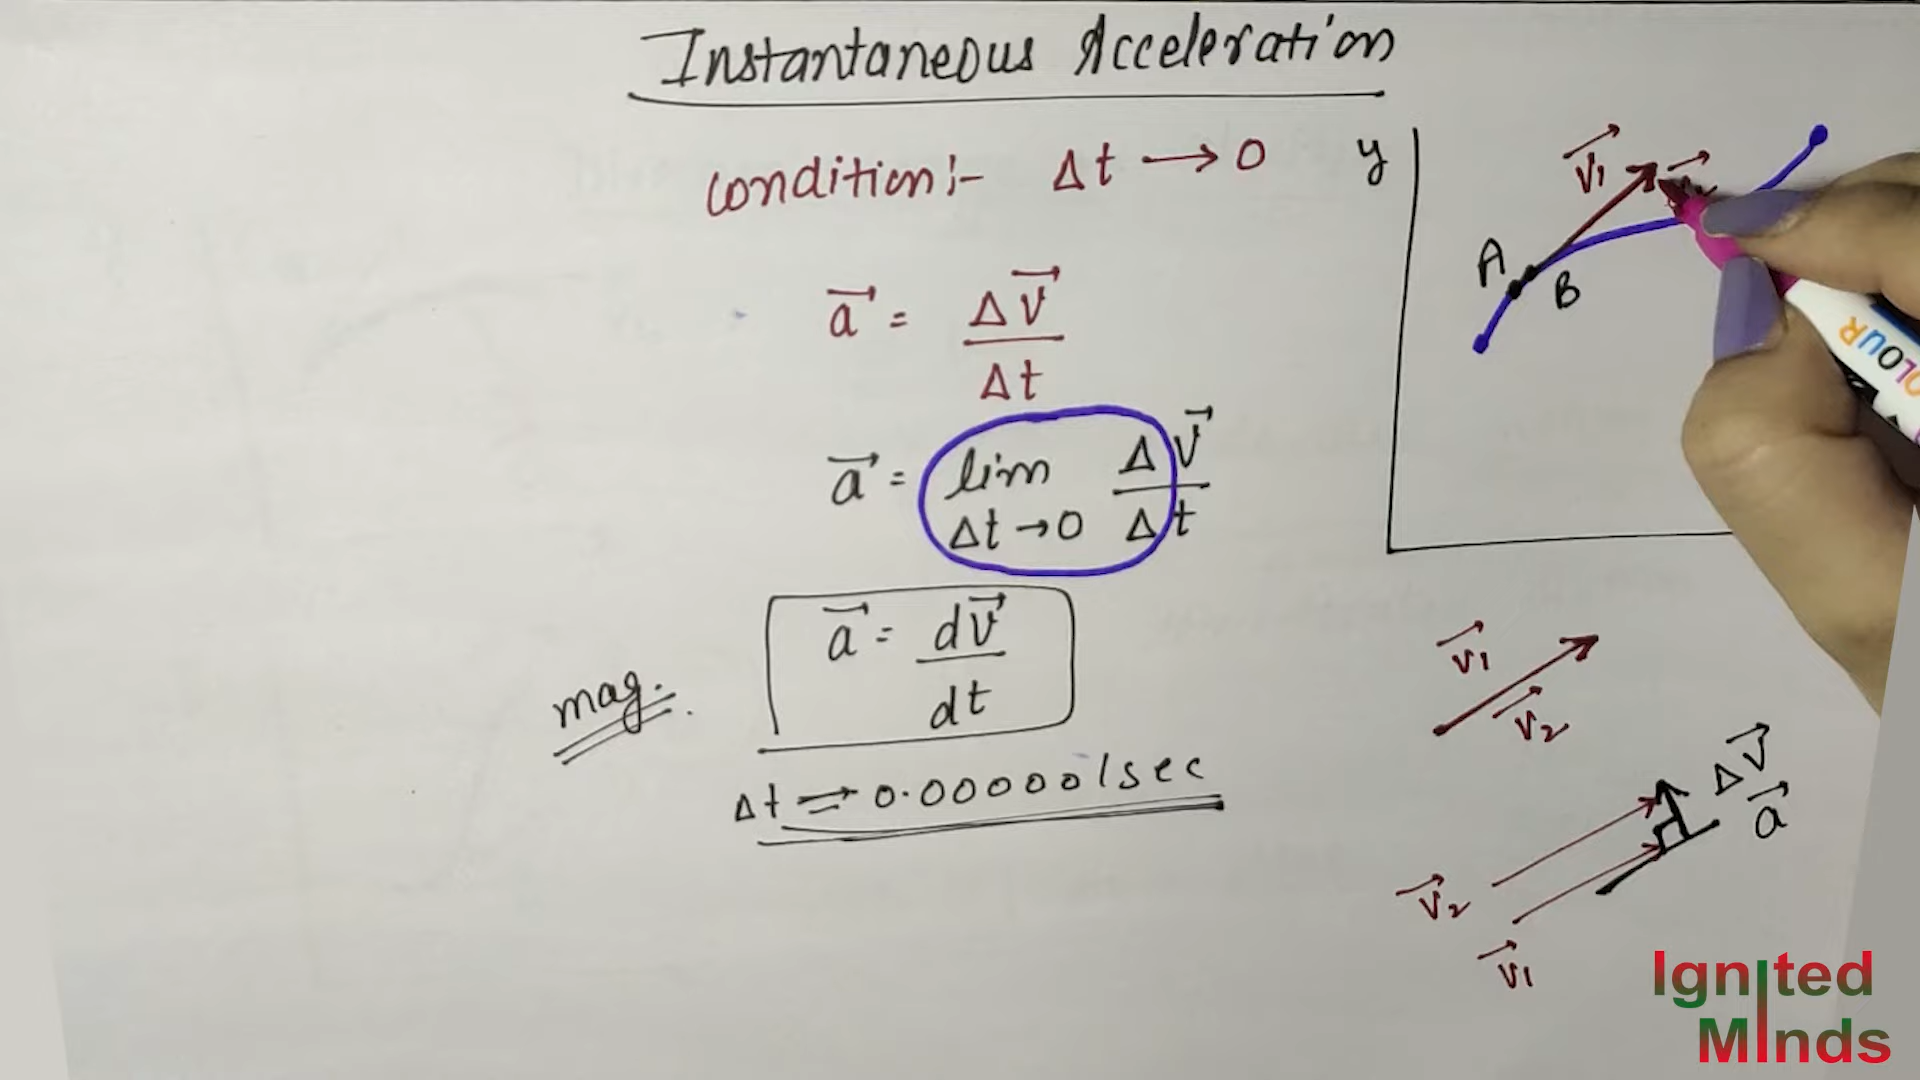 Instantaneous Acceleration
condition:- Δt → 0
a⃗ = Δv⃗ / Δt
a⃗ = lim Δt→0 Δv⃗ / Δt
a⃗ = dv⃗ / dt
mag.
Δt → 0.000001sec
y
v⃗1
A
B
v⃗1
v⃗2
Δv⃗
a⃗
v⃗2
v⃗1
OLOUR
Ignited
Minds